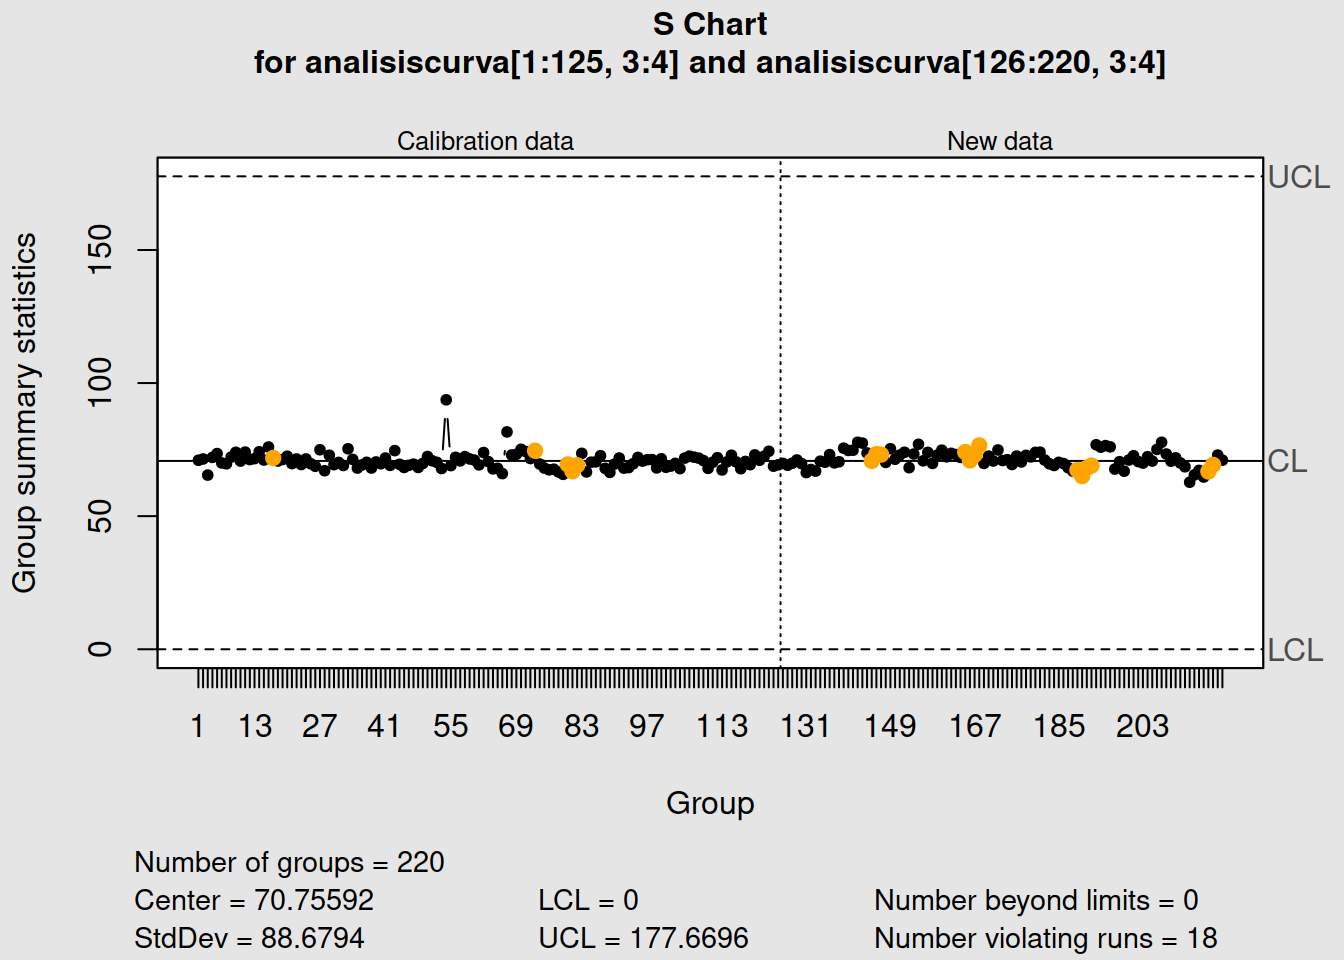 S Chart
for analisiscurva[1:125, 3:4] and analisiscurva[126:220, 3:4]
Calibration data New data
Group summary statistics
150
100
50
0
UCL
CL
LCL
1 13 27 41 55 69 83 97 113 131 149 167 185 203
Group
Number of groups = 220
Center = 70.75592 LCL = 0 Number beyond limits = 0
StdDev = 88.6794 UCL = 177.6696 Number violating runs = 18